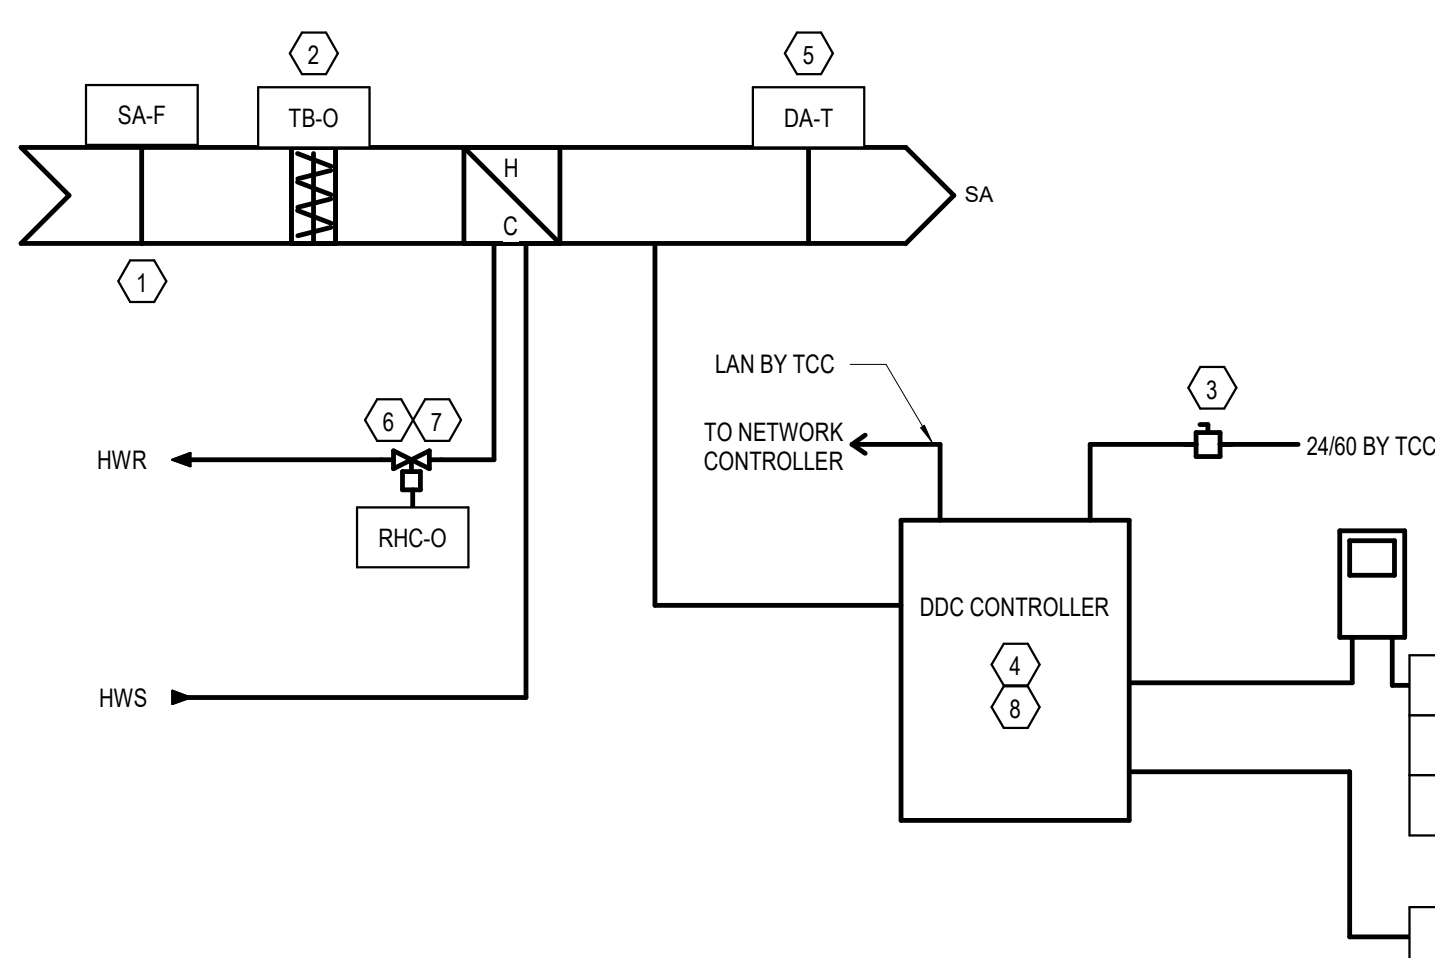 2
5
SA-F
TB-O
DA-T
H
C
SA
1
LAN BY TCC
3
6
7
TO NETWORK
CONTROLLER
HWR
24/60 BY TCC
RHC-O
DDC CONTROLLER
4
8
HWS